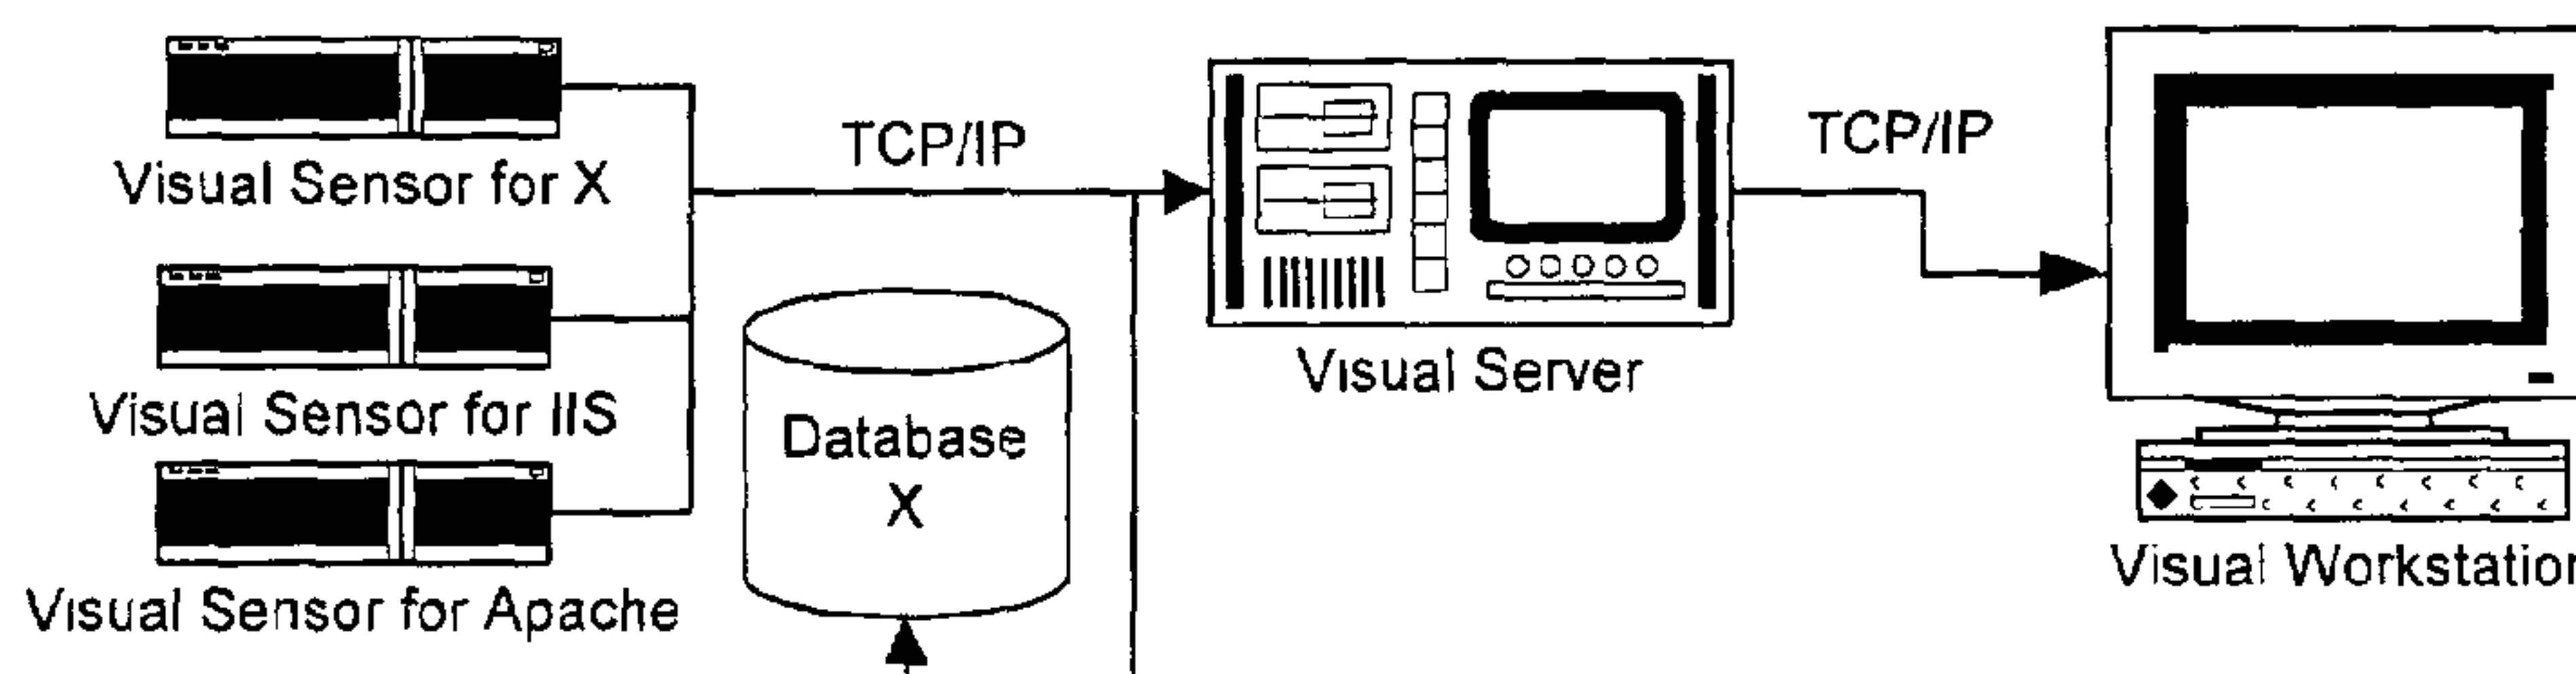 Visual Sensor for X
TCP/IP
TCP/IP
Visual Sensor for IIS
Visual Server
Database
X
Visual Sensor for Apache
Visual Workstation